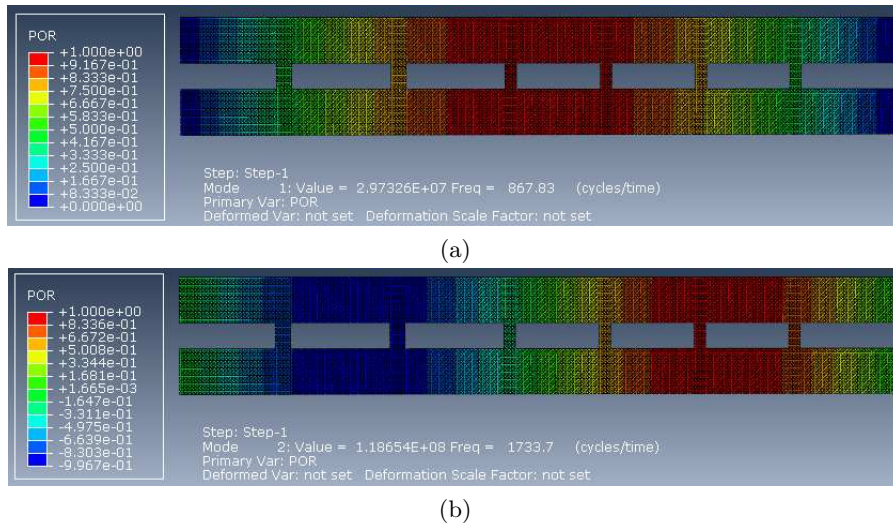 POR
+1.000e+00
+9.167e-01
+8.333e-01
+7.500e-01
+6.667e-01
+5.833e-01
+5.000e-01
+4.167e-01
+3.333e-01
+2.500e-01
+1.667e-01
+8.333e-02
+0.000e+00
Step: Step-1
Mode 1: Value = 2.97326E+07 Freq = 867.83 (cycles/time)
Primary Var: POR
Deformed Var: not set Deformation Scale Factor: not set
(a)
POR
+1.000e+00
+8.336e-01
+6.672e-01
+5.008e-01
+3.344e-01
+1.681e-01
+1.665e-03
-1.647e-01
-3.311e-01
-4.975e-01
-6.639e-01
-8.303e-01
-9.967e-01
Step: Step-1
Mode 2: Value = 1.18654E+08 Freq = 1733.7 (cycles/time)
Primary Var: POR
Deformed Var: not set Deformation Scale Factor: not set
(b)